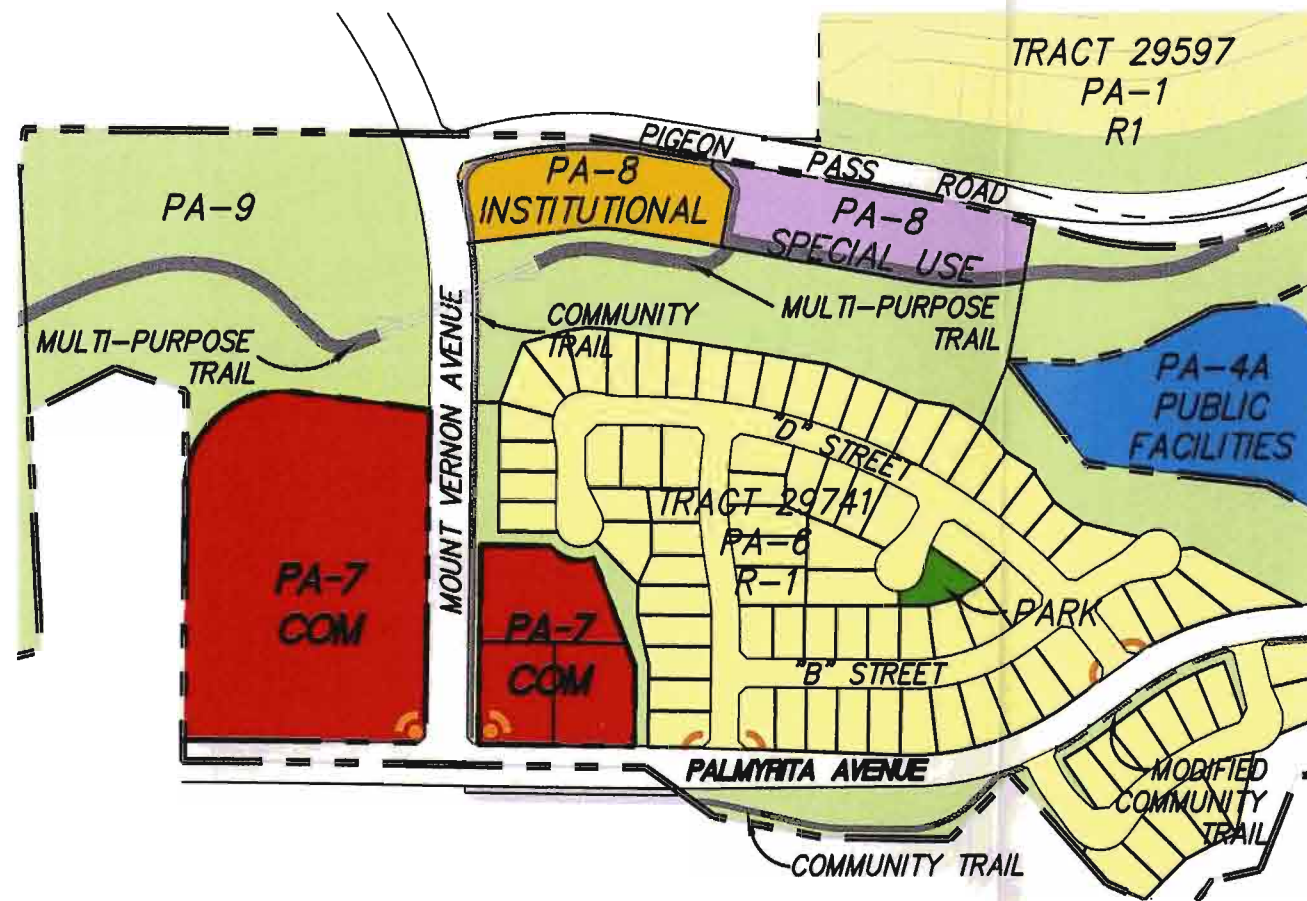 TRACT 29597
PA-1
R1
PIGEON PASS ROAD
PA-8
INSTITUTIONAL
PA-8
SPECIAL USE
PA-9
MULTI-PURPOSE
TRAIL
COMMUNITY
TRAIL
MULTI-PURPOSE
TRAIL
MOUNT VERNON AVENUE
PA-4A
PUBLIC
FACILITIES
"D" STREET
TRACT 29741
PA-6
R-1
PARK
PA-7
COM
PA-7
COM
"B" STREET
PALMYRITA AVENUE
MODIFIED
COMMUNITY
TRAIL
COMMUNITY TRAIL